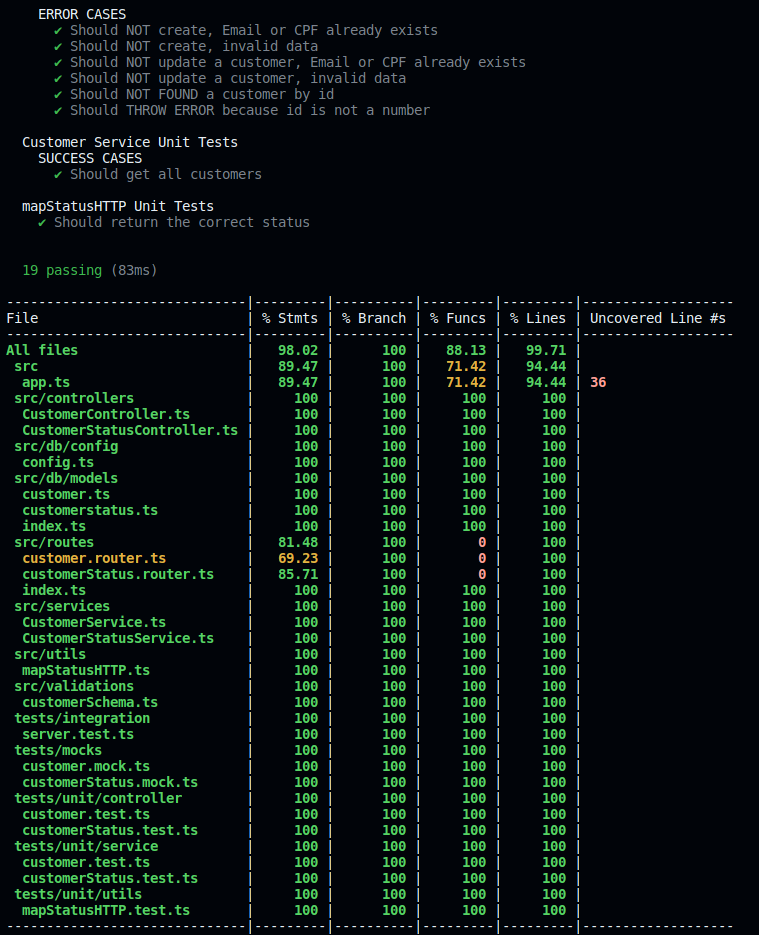 ERROR CASES
✔ Should NOT create, Email or CPF already exists
✔ Should NOT create, invalid data
✔ Should NOT update a customer, Email or CPF already exists
✔ Should NOT update a customer, invalid data
✔ Should NOT FOUND a customer by id
✔ Should THROW ERROR because id is not a number
Customer Service Unit Tests
SUCCESS CASES
✔ Should get all customers
mapStatusHTTP Unit Tests
✔ Should return the correct status
19 passing (83ms)
------------------------------|---------|----------|---------|---------|-------------------
File | % Stmts | % Branch | % Funcs | % Lines | Uncovered Line #s
------------------------------|---------|----------|---------|---------|-------------------
All files | 98.02 | 100 | 88.13 | 99.71 |
src | 89.47 | 100 | 71.42 | 94.44 |
app.ts | 89.47 | 100 | 71.42 | 94.44 | 36
src/controllers | 100 | 100 | 100 | 100 |
CustomerController.ts | 100 | 100 | 100 | 100 |
CustomerStatusController.ts | 100 | 100 | 100 | 100 |
src/db/config | 100 | 100 | 100 | 100 |
config.ts | 100 | 100 | 100 | 100 |
src/db/models | 100 | 100 | 100 | 100 |
customer.ts | 100 | 100 | 100 | 100 |
customerstatus.ts | 100 | 100 | 100 | 100 |
index.ts | 100 | 100 | 100 | 100 |
src/routes | 81.48 | 100 | 0 | 100 |
customer.router.ts | 69.23 | 100 | 0 | 100 |
customerStatus.router.ts | 85.71 | 100 | 0 | 100 |
index.ts | 100 | 100 | 100 | 100 |
src/services | 100 | 100 | 100 | 100 |
CustomerService.ts | 100 | 100 | 100 | 100 |
CustomerStatusService.ts | 100 | 100 | 100 | 100 |
src/utils | 100 | 100 | 100 | 100 |
mapStatusHTTP.ts | 100 | 100 | 100 | 100 |
src/validations | 100 | 100 | 100 | 100 |
customerSchema.ts | 100 | 100 | 100 | 100 |
tests/integration | 100 | 100 | 100 | 100 |
server.test.ts | 100 | 100 | 100 | 100 |
tests/mocks | 100 | 100 | 100 | 100 |
customer.mock.ts | 100 | 100 | 100 | 100 |
customerStatus.mock.ts | 100 | 100 | 100 | 100 |
tests/unit/controller | 100 | 100 | 100 | 100 |
customer.test.ts | 100 | 100 | 100 | 100 |
customerStatus.test.ts | 100 | 100 | 100 | 100 |
tests/unit/service | 100 | 100 | 100 | 100 |
customer.test.ts | 100 | 100 | 100 | 100 |
customerStatus.test.ts | 100 | 100 | 100 | 100 |
tests/unit/utils | 100 | 100 | 100 | 100 |
mapStatusHTTP.test.ts | 100 | 100 | 100 | 100 |
------------------------------|---------|----------|---------|---------|-------------------